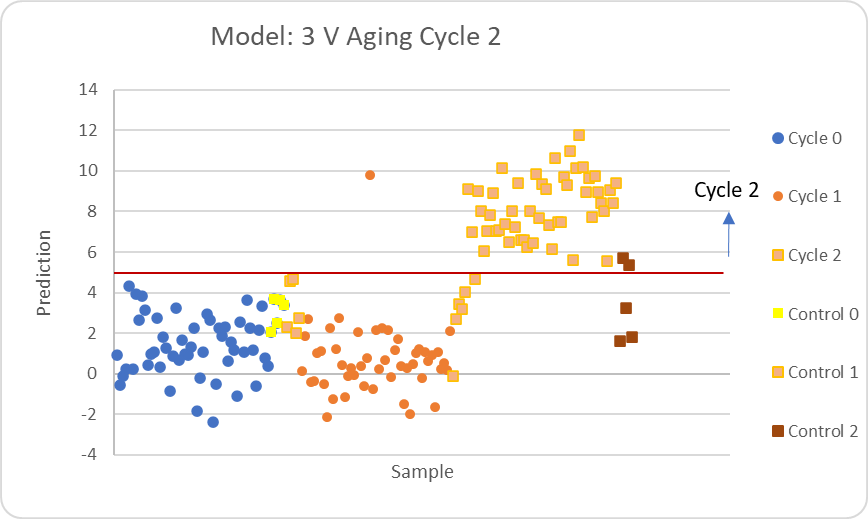 Model: 3 V Aging Cycle 2
14
12
10
8
6
4
2
0
-2
-4
Prediction
Sample
Cycle 2
Cycle 0
Cycle 1
Cycle 2
Control 0
Control 1
Control 2